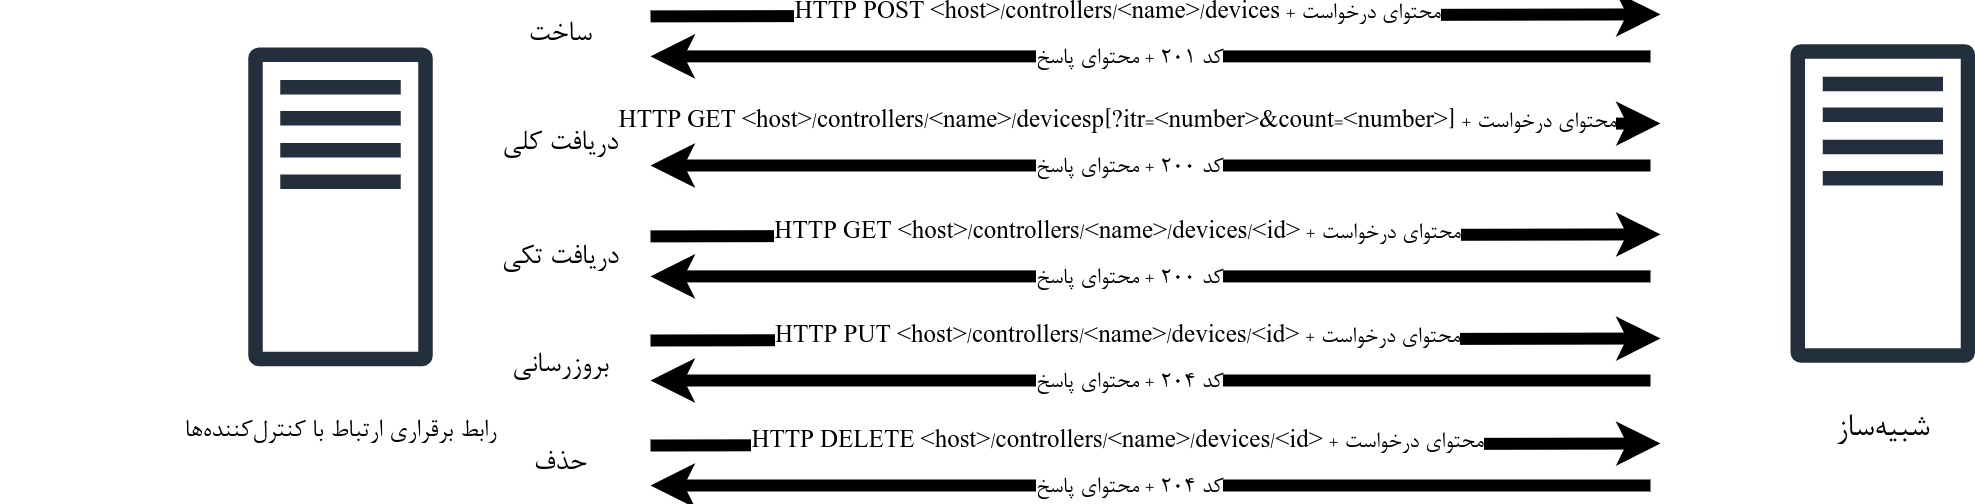 HTTP POST <host>/controllers/<name>/devices + محتوای درخواست
ساخت
کد ۲۰۱ + محتوای پاسخ
HTTP GET <host>/controllers/<name>/devicesp[?itr=<number>&count=<number>] + محتوای درخواست
دریافت کلی
کد ۲۰۰ + محتوای پاسخ
HTTP GET <host>/controllers/<name>/devices/<id> + محتوای درخواست
دریافت تکی
کد ۲۰۰ + محتوای پاسخ
HTTP PUT <host>/controllers/<name>/devices/<id> + محتوای درخواست
بروزرسانی
کد ۲۰۴ + محتوای پاسخ
رابط برقراری ارتباط با کنترل‌کننده‌ها
شبیه‌ساز
HTTP DELETE <host>/controllers/<name>/devices/<id> + محتوای درخواست
حذف
کد ۲۰۴ + محتوای پاسخ